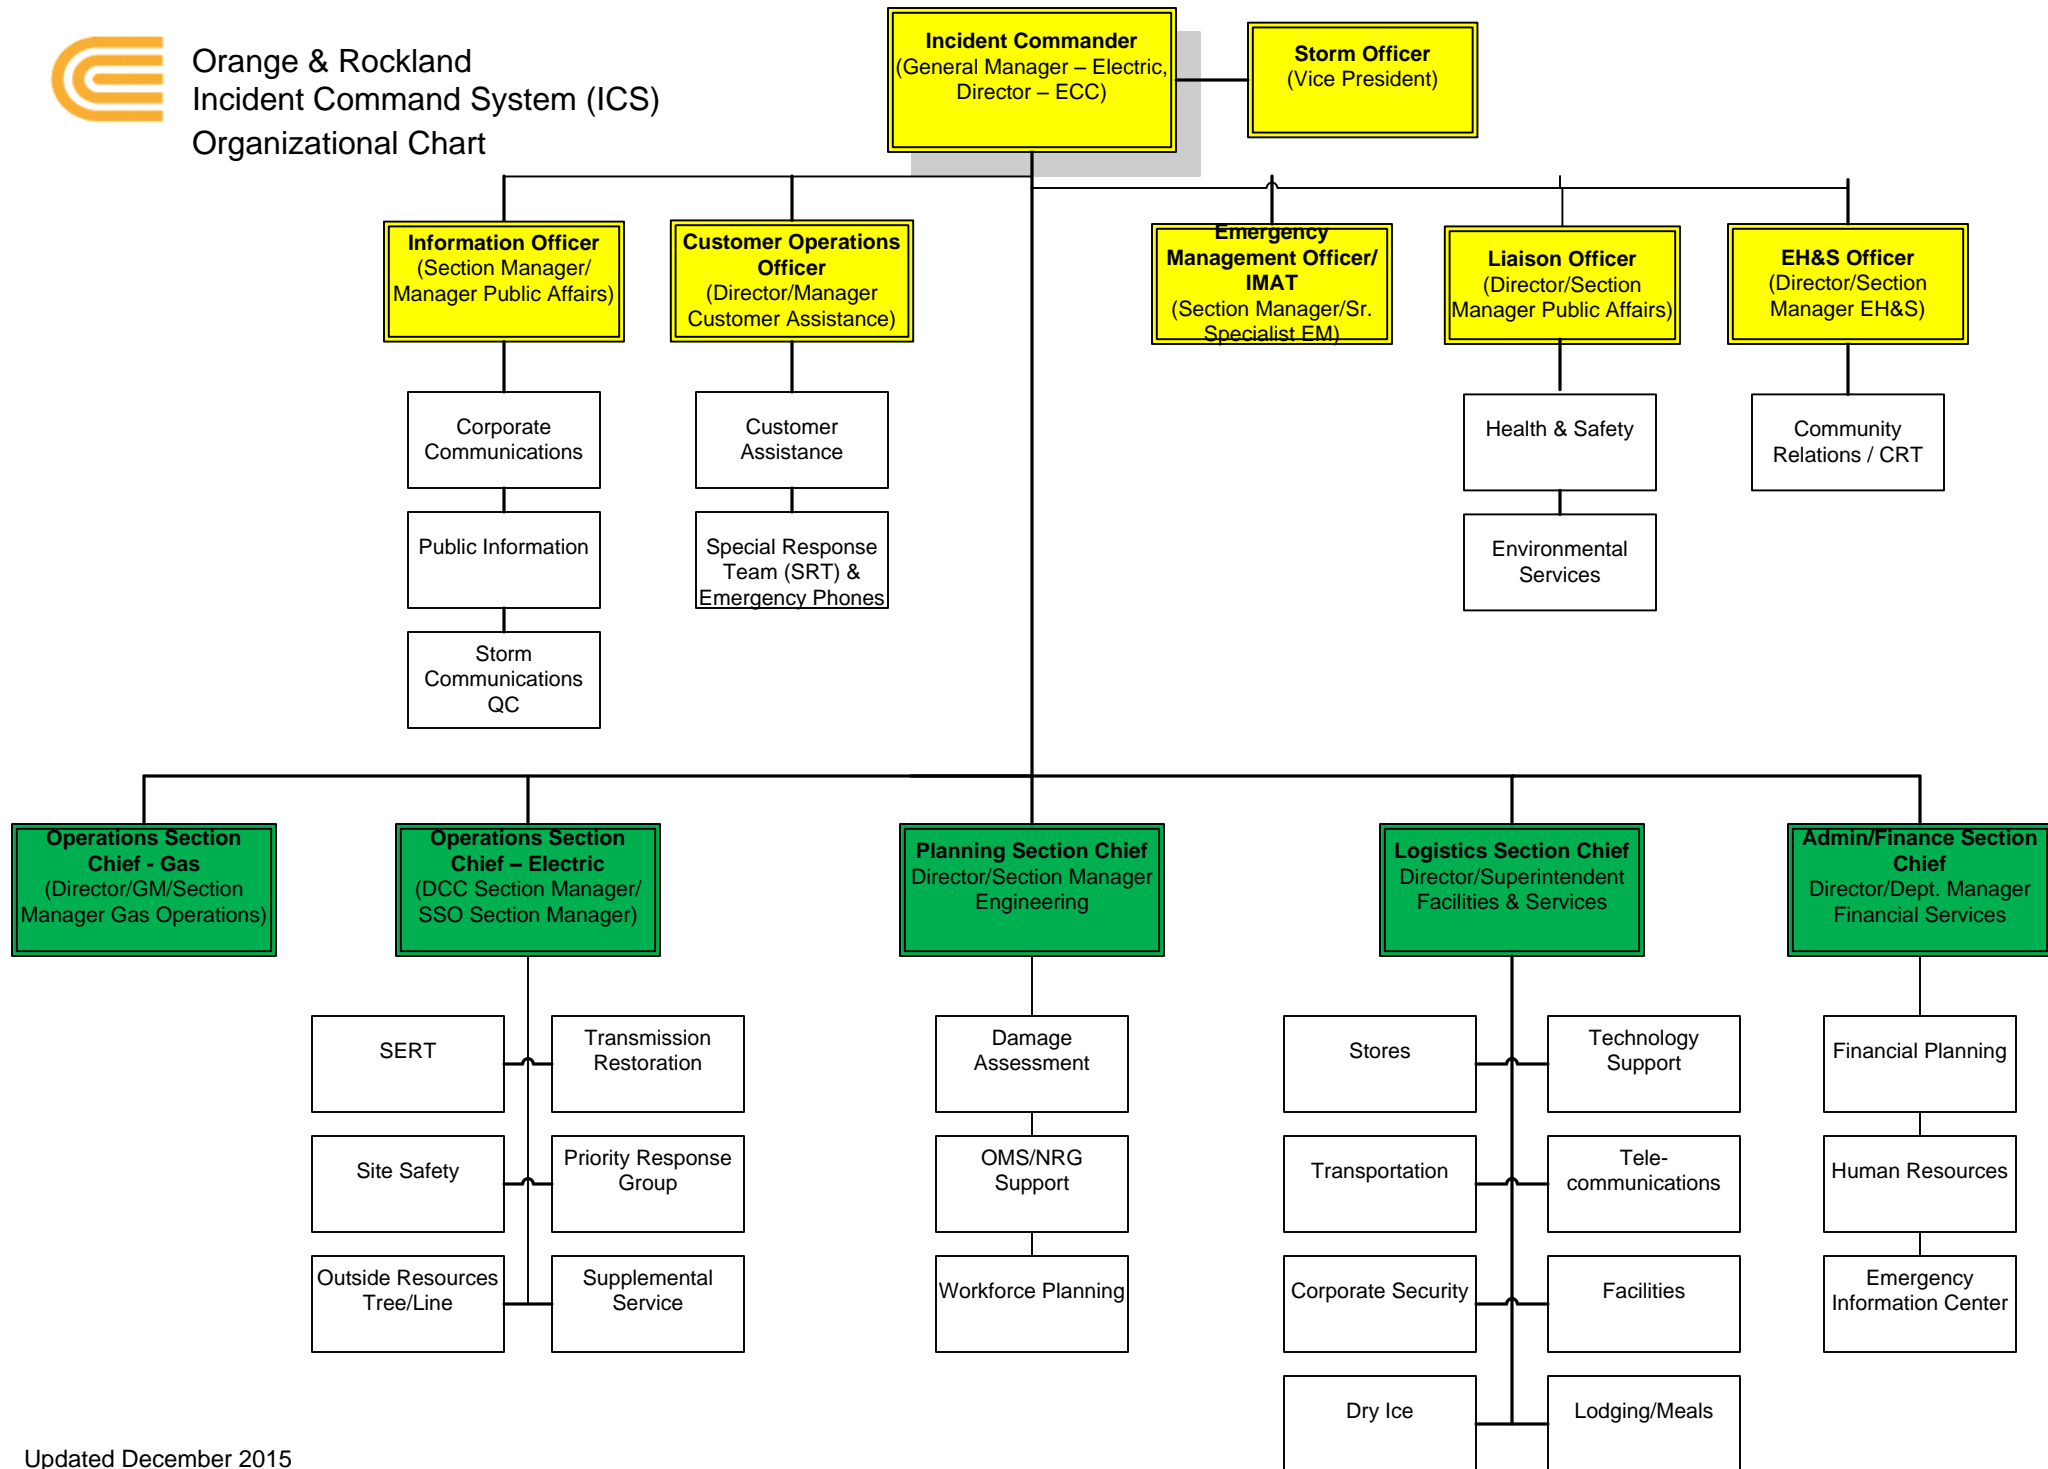 Orange & Rockland
Incident Command System (ICS)
Organizational Chart
Incident Commander
(General Manager – Electric,
Director – ECC)
Storm Officer
(Vice President)
Information Officer
(Section Manager/
Manager Public Affairs)
Customer Operations
Officer
(Director/Manager
Customer Assistance)
Emergency
Management Officer/
IMAT
(Section Manager/Sr.
Specialist EM)
Liaison Officer
(Director/Section
Manager Public Affairs)
EH&S Officer
(Director/Section
Manager EH&S)
Corporate
Communications
Customer
Assistance
Health & Safety
Community
Relations / CRT
Public Information
Special Response
Team (SRT) &
Emergency Phones
Environmental
Services
Storm
Communications
QC
Operations Section
Chief - Gas
(Director/GM/Section
Manager Gas Operations)
Operations Section
Chief – Electric
(DCC Section Manager/
SSO Section Manager)
Planning Section Chief
Director/Section Manager
Engineering
Logistics Section Chief
Director/Superintendent
Facilities & Services
Admin/Finance Section
Chief
Director/Dept. Manager
Financial Services
SERT
Transmission
Restoration
Damage
Assessment
Stores
Technology
Support
Financial Planning
Site Safety
Priority Response
Group
OMS/NRG
Support
Transportation
Tele-
communications
Human Resources
Outside Resources
Tree/Line
Supplemental
Service
Workforce Planning
Corporate Security
Facilities
Emergency
Information Center
Dry Ice
Lodging/Meals
Updated December 2015